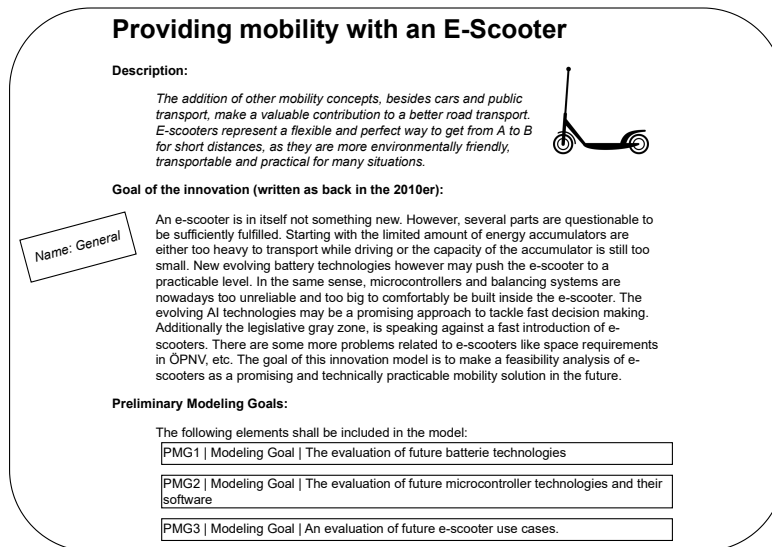 Providing mobility with an E-Scooter
Description:
The addition of other mobility concepts, besides cars and public
transport, make a valuable contribution to a better road transport.
E-scooters represent a flexible and perfect way to get from A to B
for short distances, as they are more environmentally friendly,
transportable and practical for many situations.
Goal of the innovation (written as back in the 2010er):
Name: General
An e-scooter is in itself not something new. However, several parts are questionable to
be sufficiently fulfilled. Starting with the limited amount of energy accumulators are
either too heavy to transport while driving or the capacity of the accumulator is still too
small. New evolving battery technologies however may push the e-scooter to a
practicable level. In the same sense, microcontrollers and balancing systems are
nowadays too unreliable and too big to comfortably be built inside the e-scooter. The
evolving AI technologies may be a promising approach to tackle fast decision making.
Additionally the legislative gray zone, is speaking against a fast introduction of e-
scooters. There are some more problems related to e-scooters like space requirements
in ÖPNV, etc. The goal of this innovation model is to make a feasibility analysis of e-
scooters as a promising and technically practicable mobility solution in the future.
Preliminary Modeling Goals:
The following elements shall be included in the model:
PMG1 | Modeling Goal | The evaluation of future batterie technologies
PMG2 | Modeling Goal | The evaluation of future microcontroller technologies and their
software
PMG3 | Modeling Goal | An evaluation of future e-scooter use cases.